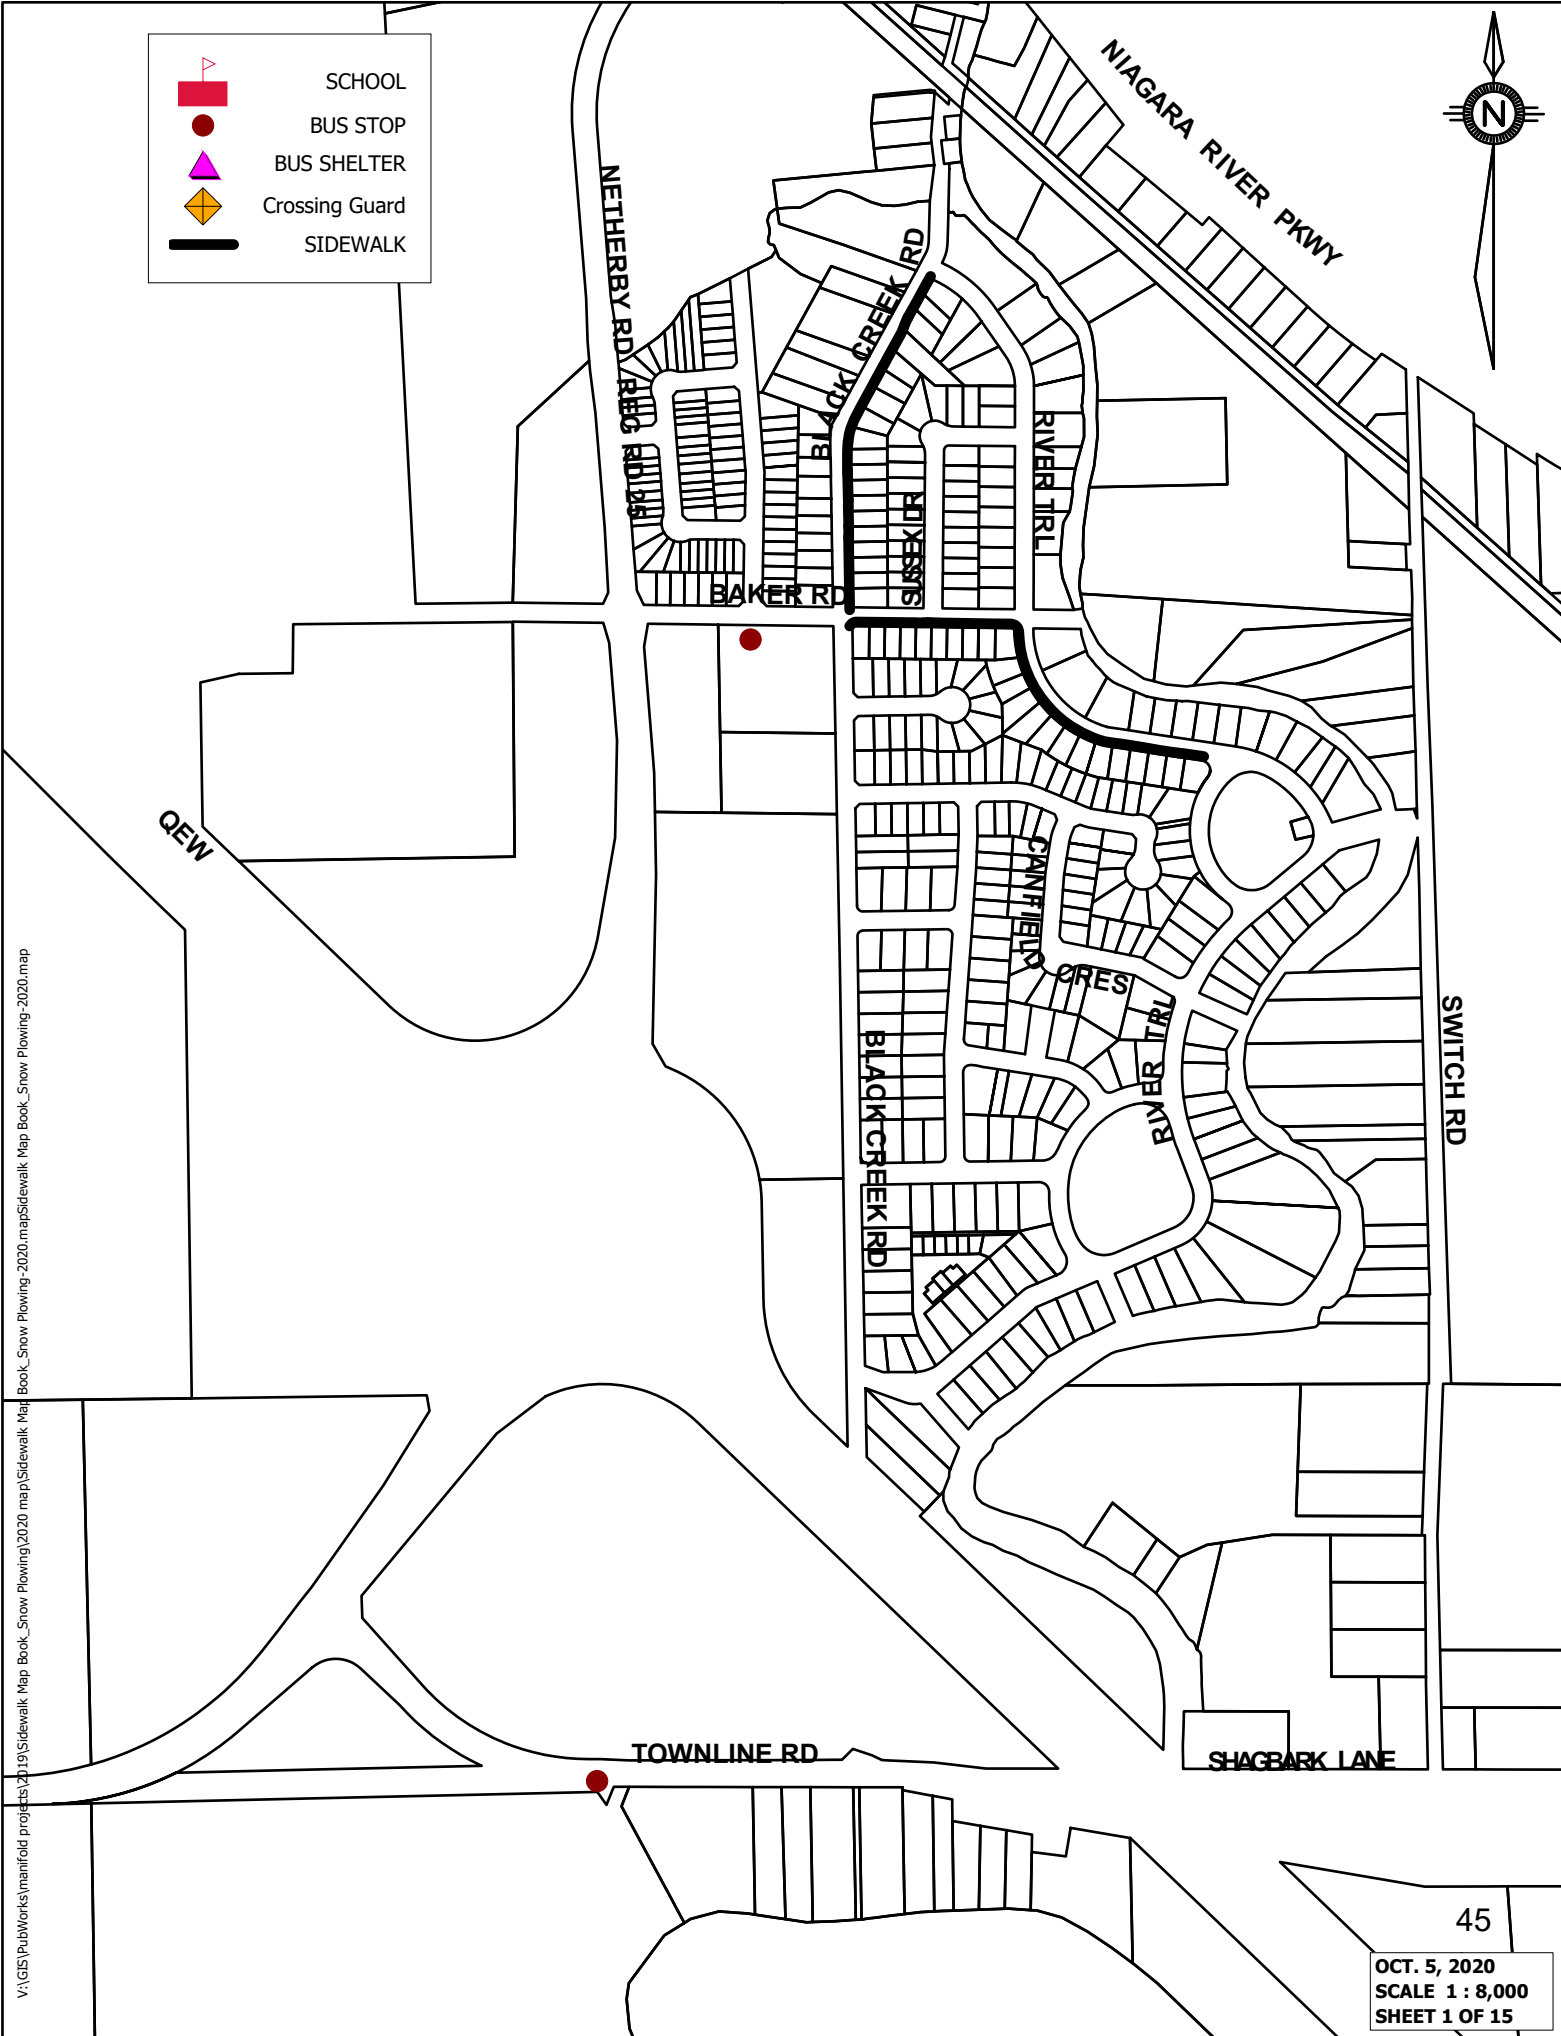 SCHOOL
BUS STOP
BUS SHELTER
Crossing Guard
SIDEWALK
N
NIAGARA RIVER PKWY
NETHERBY RD REG RD 25
BLACK CREEK RD
RIVER TRL
SUSSEX DR
BAKER RD
QEW
CANFIELD CRES
RIVER TRL
BLACK CREEK RD
SWITCH RD
TOWNLINE RD
SHAGBARK LANE
V:\GIS\PubWorks\manifold projects\2019\Sidewalk Map Book_Snow Plowing\2020 map\Sidewalk Map Book_Snow Plowing-2020.mapSidewalk Map Book_Snow Plowing-2020.map
45
OCT. 5, 2020
SCALE 1 : 8,000
SHEET 1 OF 15